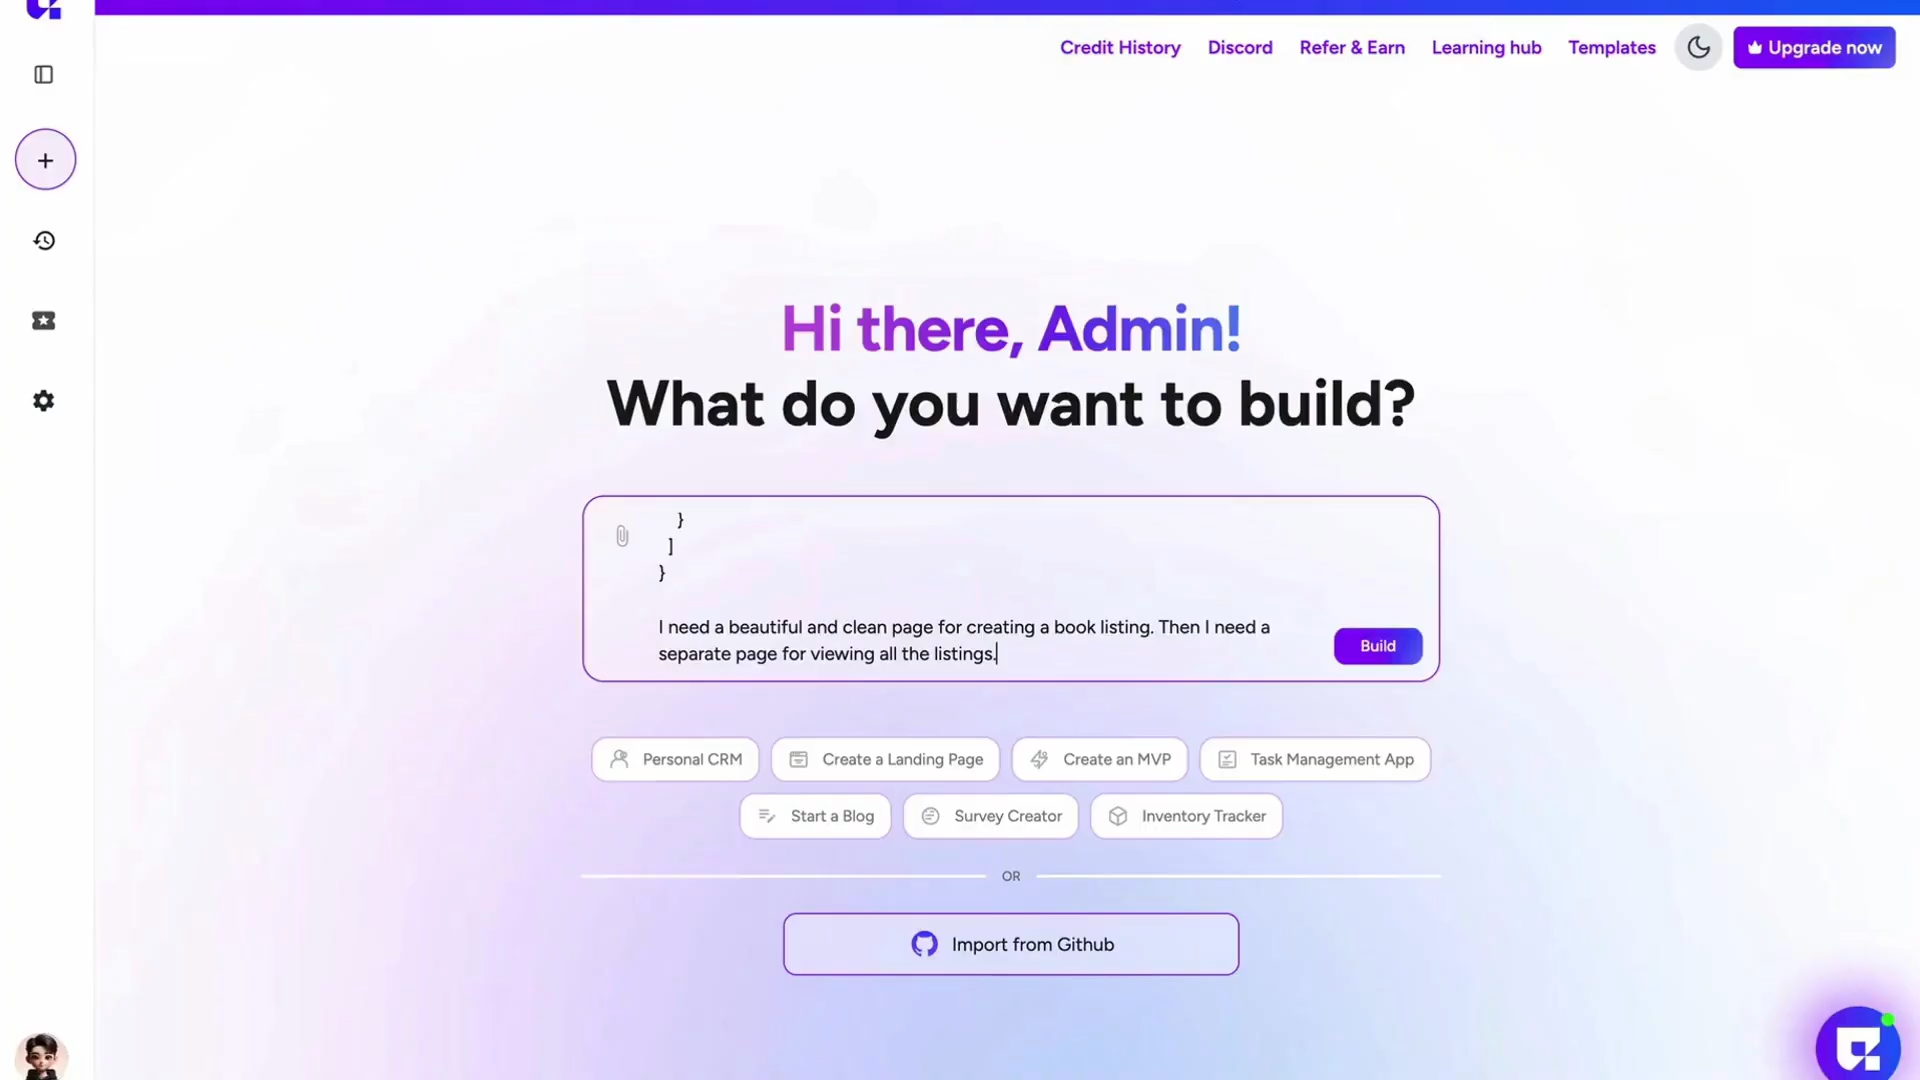 Credit History Discord Refer & Earn Learning hub Templates Upgrade now
Hi there, Admin!
What do you want to build?
}
]
}
I need a beautiful and clean page for creating a book listing. Then I need a
separate page for viewing all the listings.
Build
Personal CRM Create a Landing Page Create an MVP Task Management App
Start a Blog Survey Creator Inventory Tracker
OR
Import from Github